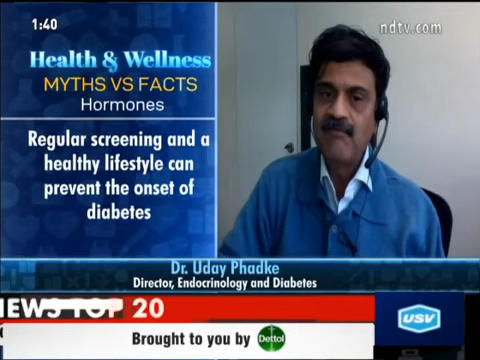 1:40
ndtv.com
Health & Wellness
MYTHS VS FACTS
Hormones
Regular screening and a
healthy lifestyle can
prevent the onset of
diabetes
Dr. Uday Phadke
Director, Endocrinology and Diabetes
NEWS TOP 20
USV
Brought to you by Dettol